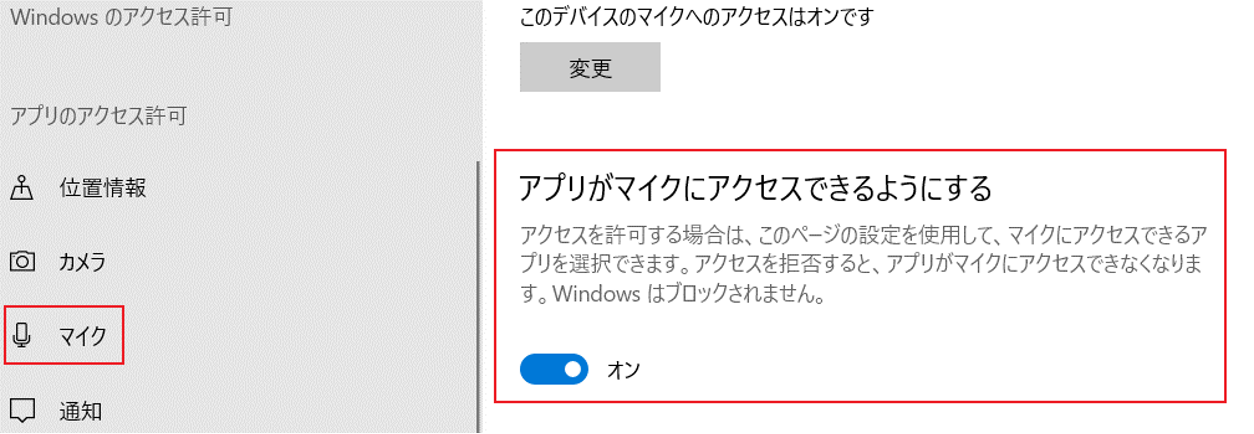 Windows のアクセス許可
アプリのアクセス許可
位置情報
カメラ
マイク
通知
このデバイスのマイクへのアクセスはオンです
変更
アプリがマイクにアクセスできるようにする
アクセスを許可する場合は、このページの設定を使用して、マイクにアクセスできるア
プリを選択できます。アクセスを拒否すると、アプリがマイクにアクセスできなくなりま
す。Windows はブロックされません。
オン